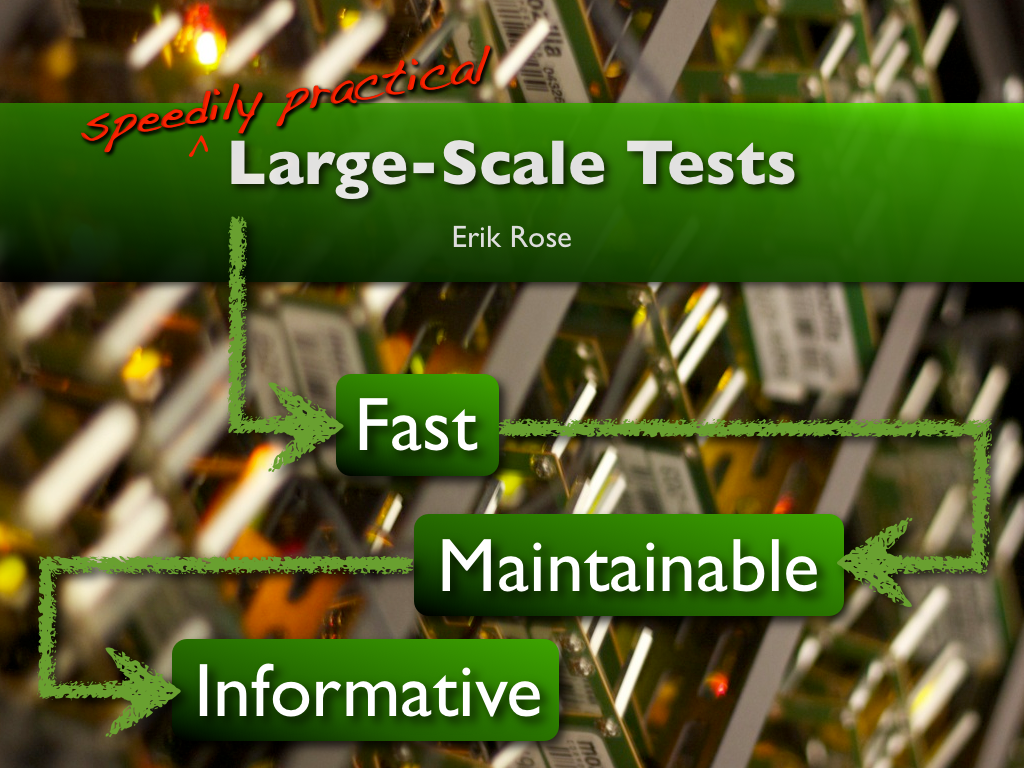 speedily practical
^
Large-Scale Tests
Erik Rose
Fast
Maintainable
Informative